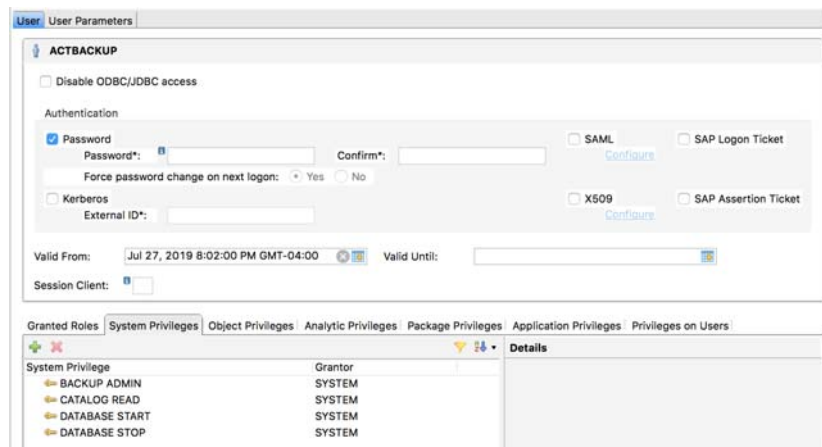 User User Parameters
ACTBACKUP
Disable ODBC/JDBC access
Authentication
Password SAML SAP Logon Ticket
Password*: Confirm*: Configure
Force password change on next logon: Yes No
Kerberos X509 SAP Assertion Ticket
External ID*: Configure
Valid From: Jul 27, 2019 8:02:00 PM GMT-04:00 Valid Until:
Session Client:
Granted Roles System Privileges Object Privileges Analytic Privileges Package Privileges Application Privileges Privileges on Users
Details
System Privilege Grantor
BACKUP ADMIN SYSTEM
CATALOG READ SYSTEM
DATABASE START SYSTEM
DATABASE STOP SYSTEM